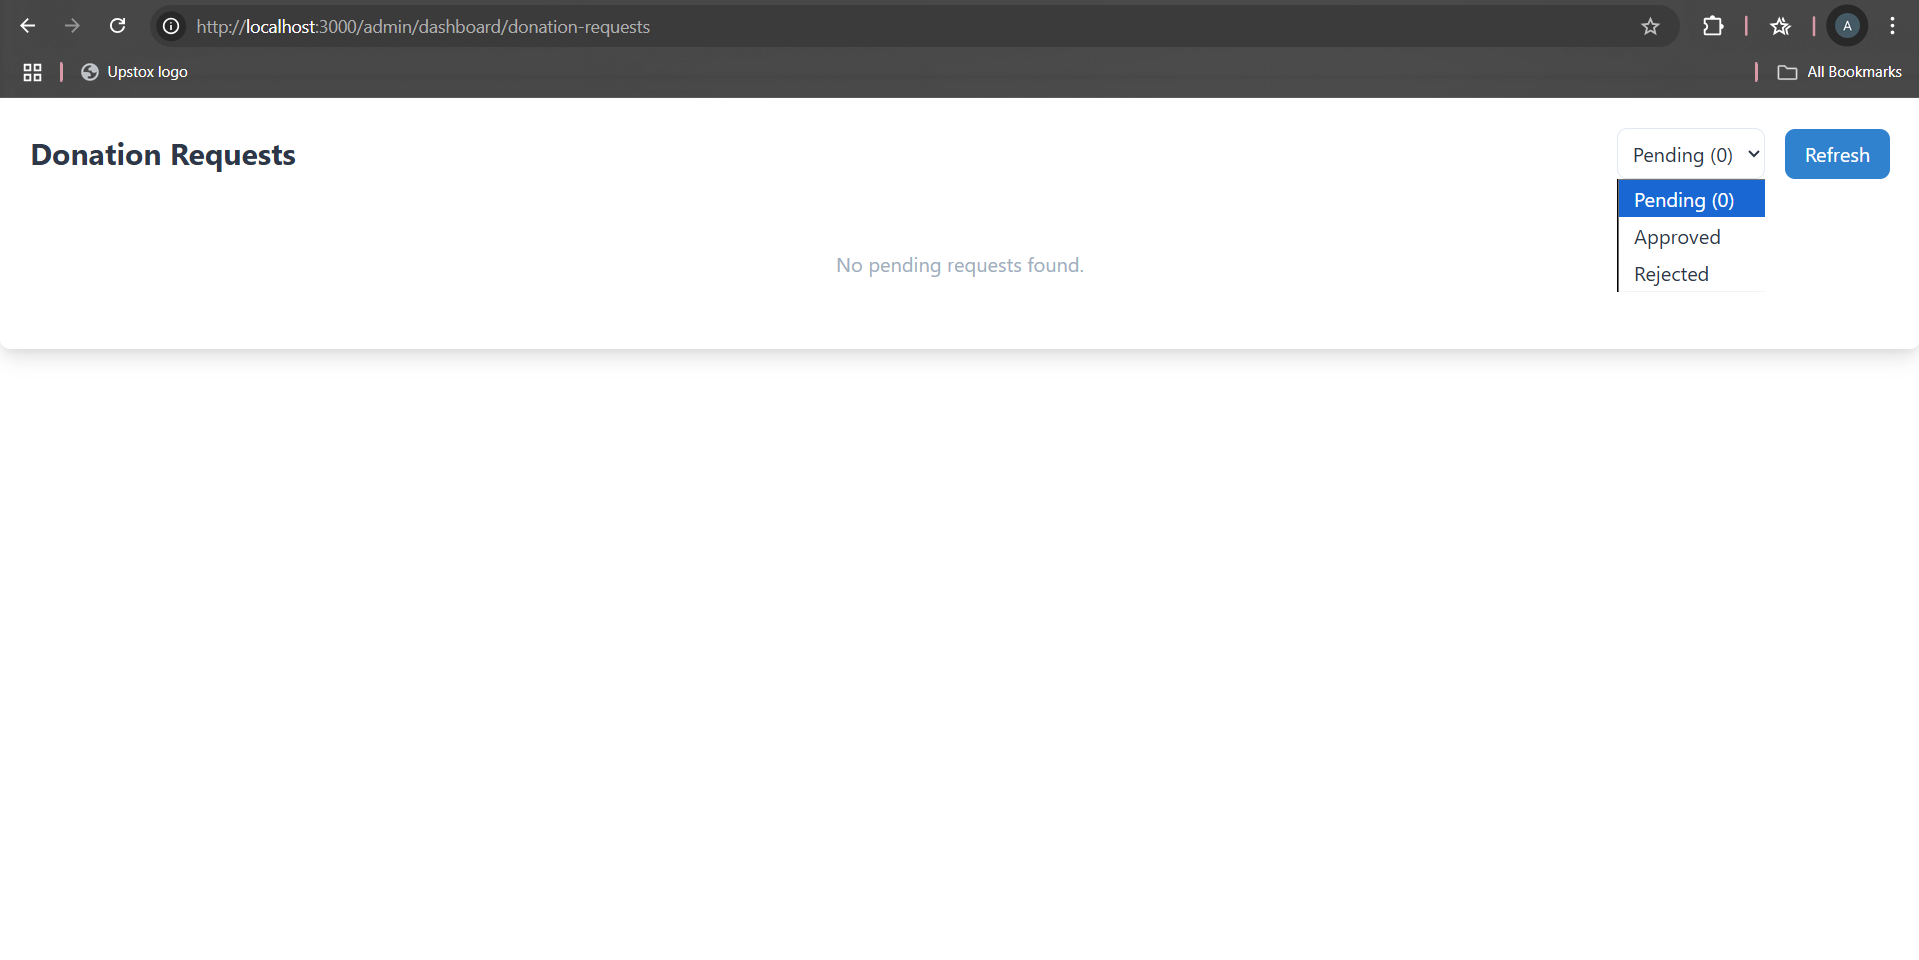 http://localhost:3000/admin/dashboard/donation-requests
A
Upstox logo
All Bookmarks
Donation Requests
Pending (0)
Refresh
Pending (0)
Approved
Rejected
No pending requests found.